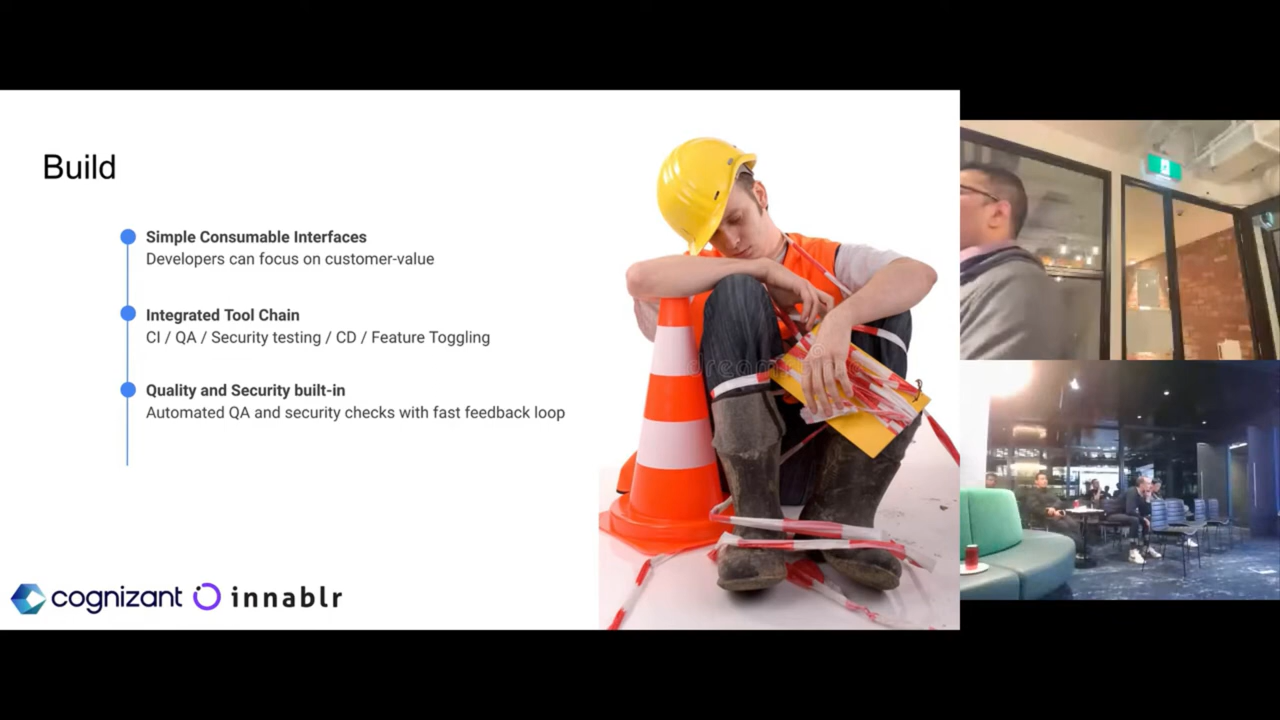 Build
Simple Consumable Interfaces
Developers can focus on customer-value
Integrated Tool Chain
CI / QA / Security testing / CD / Feature Toggling
Quality and Security built-in
Automated QA and security checks with fast feedback loop
cognizant innablr